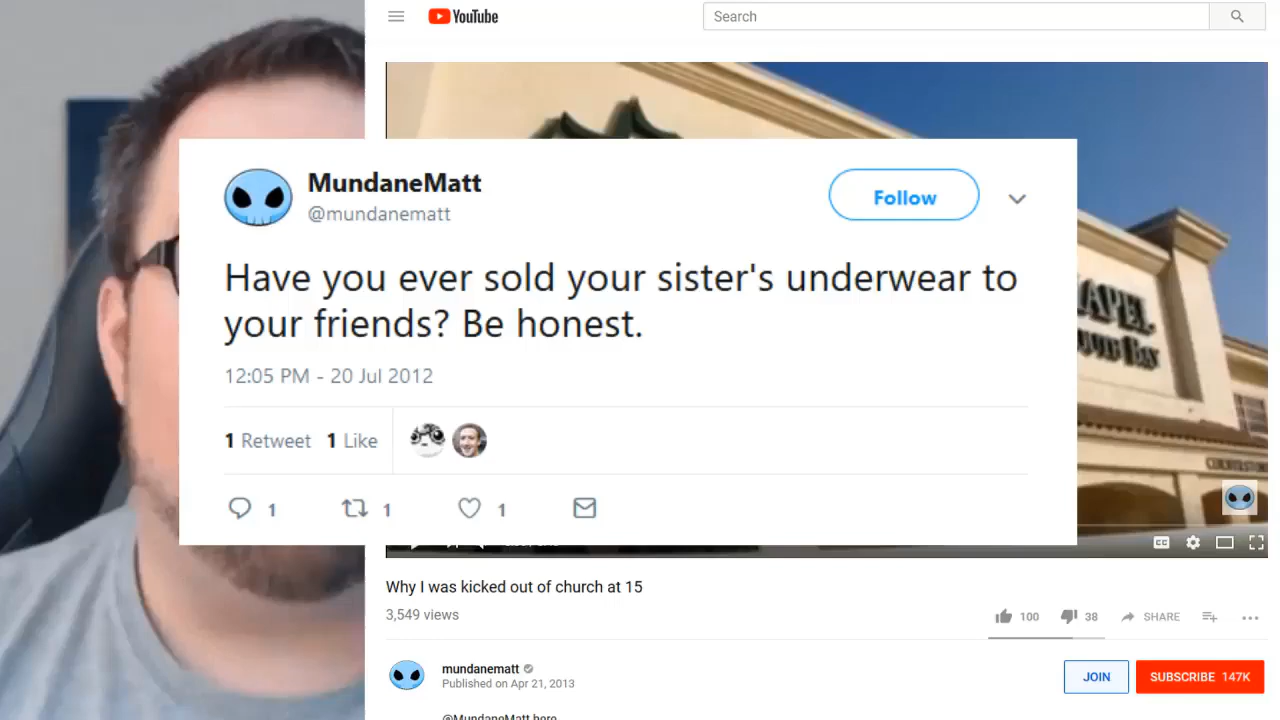 YouTube
Search
MundaneMatt
@mundanematt
Follow
Have you ever sold your sister's underwear to
your friends? Be honest.
12:05 PM - 20 Jul 2012
1 Retweet 1 Like
1 1 1
CC
Why I was kicked out of church at 15
3,549 views
100 38 SHARE
mundanematt
Published on Apr 21, 2013
JOIN SUBSCRIBE 147K
@MundaneMatt here